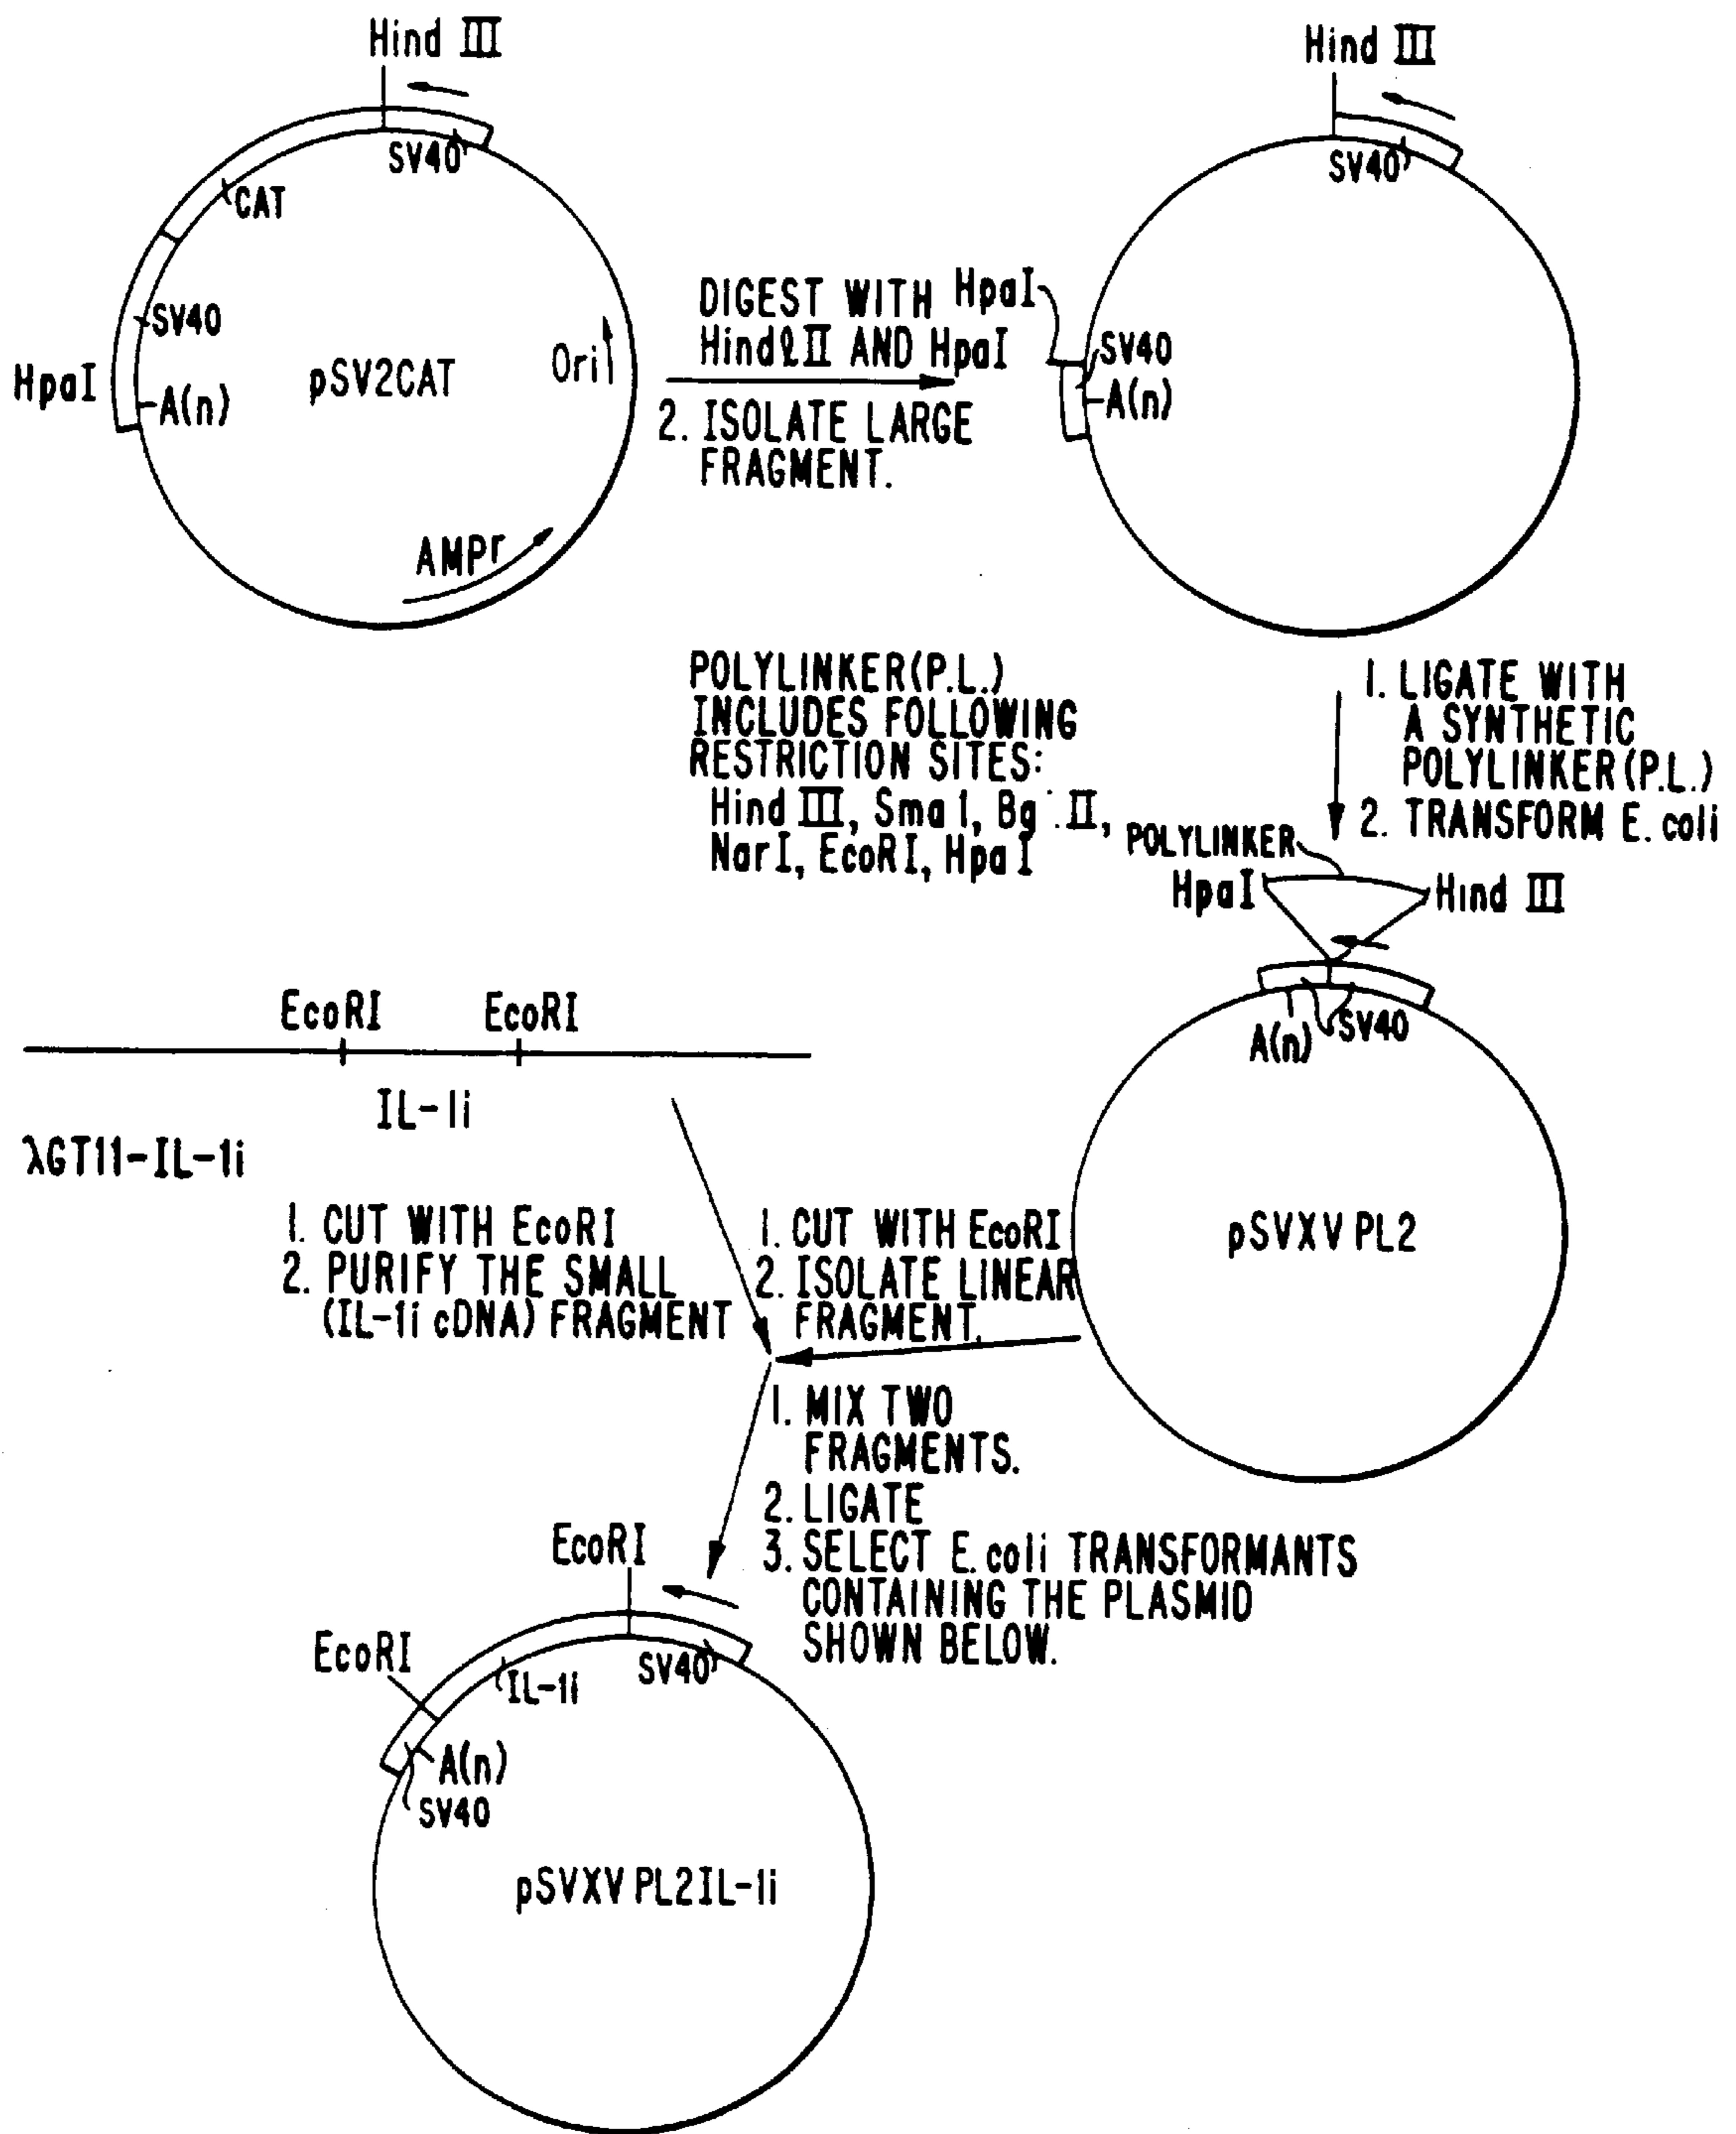 Hind III
SV40
CAT
SV40
HpaI
A(n)
pSV2CAT
Ori
AMPr
DIGEST WITH
HindlII AND HpaI
2. ISOLATE LARGE
FRAGMENT.
Hind III
SV40
HpaI
SV40
A(n)
1. LIGATE WITH
A SYNTHETIC
POLYLINKER(P.L.)
2. TRANSFORM E. coli
POLYLINKER(P.L.)
INCLUDES FOLLOWING
RESTRICTION SITES:
Hind III, Sma I, Bg II,
NarI, EcoRI, Hpa I
POLYLINKER
HpaI
Hind III
A(n)
SV40
pSVXV PL2
EcoRI EcoRI
IL-1i
λGT11-IL-1i
1. CUT WITH EcoRI
2. PURIFY THE SMALL
(IL-1i cDNA) FRAGMENT
1. CUT WITH EcoRI
2. ISOLATE LINEAR
FRAGMENT.
1. MIX TWO
FRAGMENTS.
2. LIGATE
3. SELECT E. coli TRANSFORMANTS
CONTAINING THE PLASMID
SHOWN BELOW.
EcoRI
EcoRI
SV40
IL-1i
A(n)
SV40
pSVXV PL2IL-1i